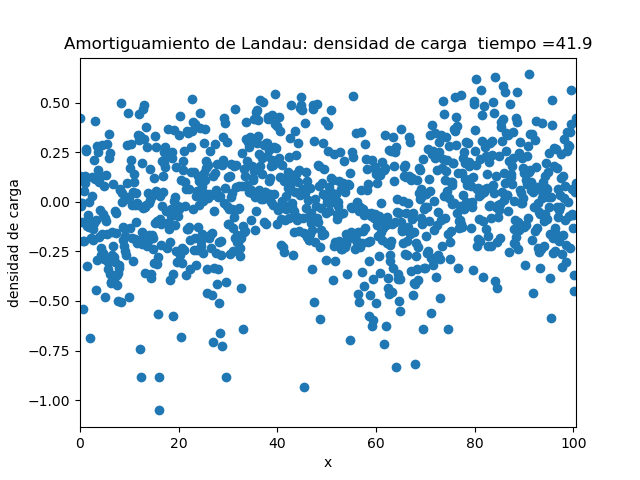 Amortiguamiento de Landau: densidad de carga  tiempo =41.9
densidad de carga
0.50
0.25
0.00
−0.25
−0.50
−0.75
−1.00
0 20 40 60 80 100
x